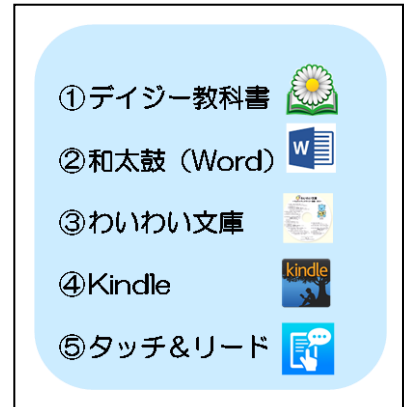 ①デイジー教科書
②和太鼓（Word）
W
③わいわい文庫
④Kindle
kindle
⑤タッチ＆リード